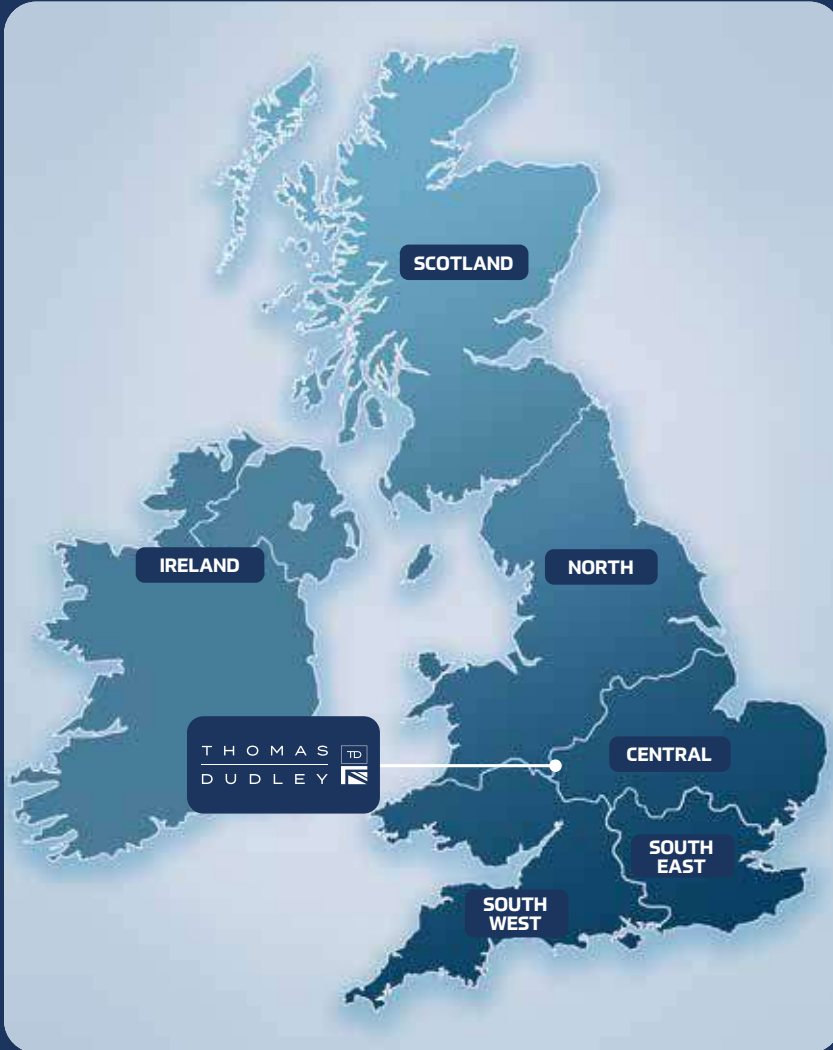 SCOTLAND
IRELAND
NORTH
THOMAS TD
DUDLEY
CENTRAL
SOUTH
EAST
SOUTH
WEST